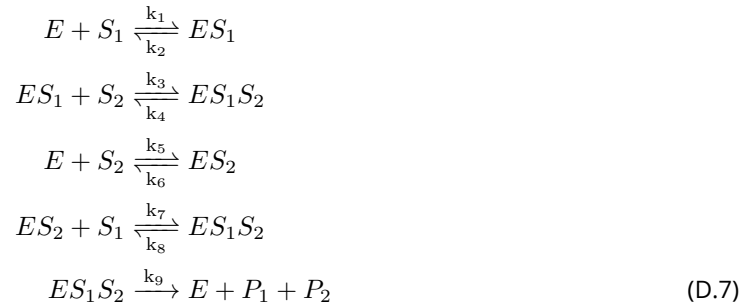 E + S₁ ⇌ ES₁ k₁ k₂
ES₁ + S₂ ⇌ ES₁S₂ k₃ k₄
E + S₂ ⇌ ES₂ k₅ k₆
ES₂ + S₁ ⇌ ES₁S₂ k₇ k₈
ES₁S₂ ⟶ E + P₁ + P₂ k₉ (D.7)